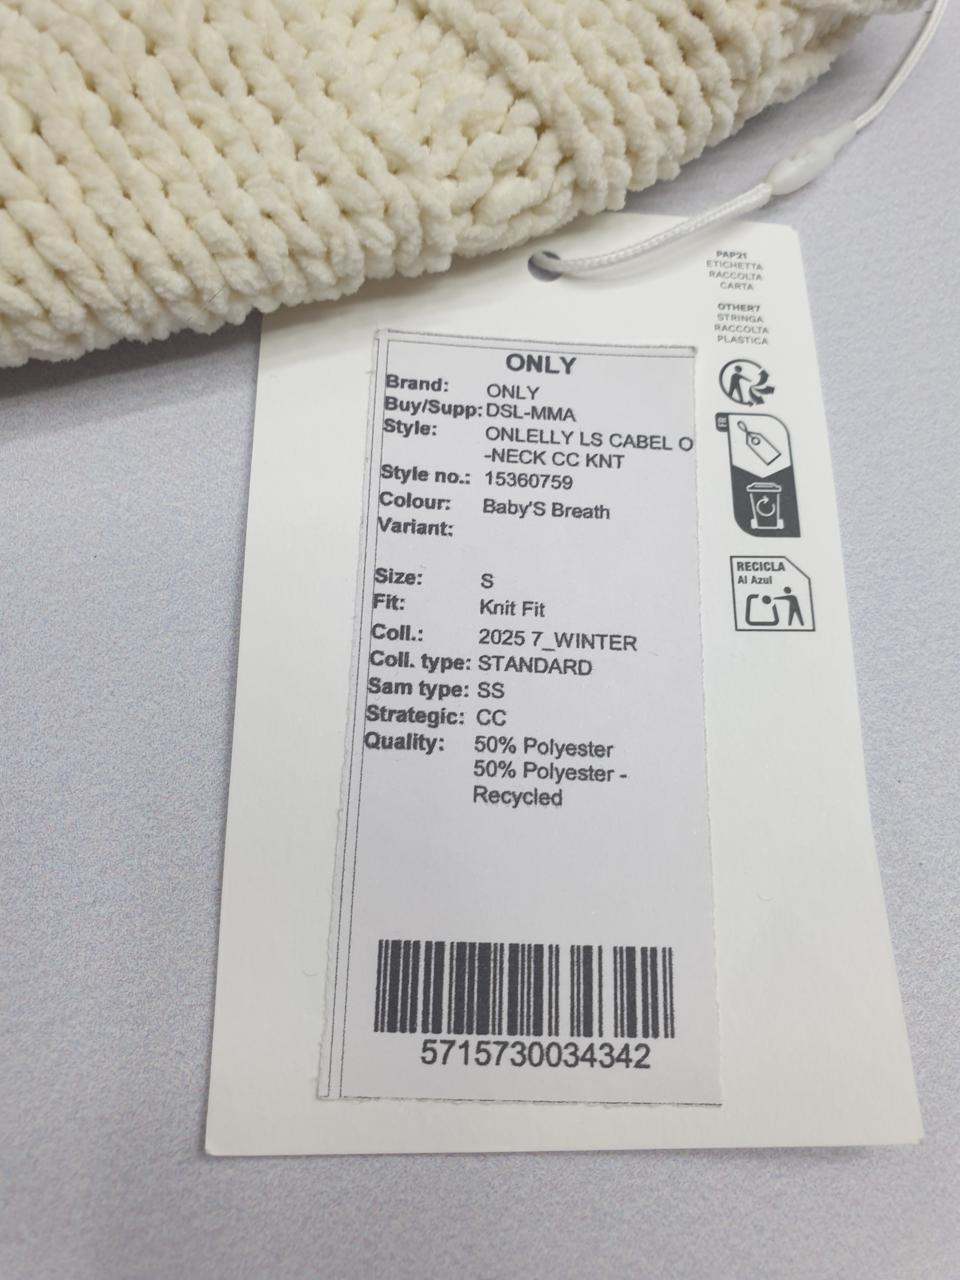 PAP21
ETICHETTA
RACCOLTA
CARTA
OTHER7
STRINGA
RACCOLTA
PLASTICA
FR
RECICLA
Al Azul
ONLY
Brand: ONLY
Buy/Supp: DSL-MMA
Style: ONLELLY LS CABEL O
-NECK CC KNT
Style no.: 15360759
Colour: Baby'S Breath
Variant:
Size: S
Fit: Knit Fit
Coll.: 2025 7_WINTER
Coll. type: STANDARD
Sam type: SS
Strategic: CC
Quality: 50% Polyester
50% Polyester -
Recycled
5715730034342